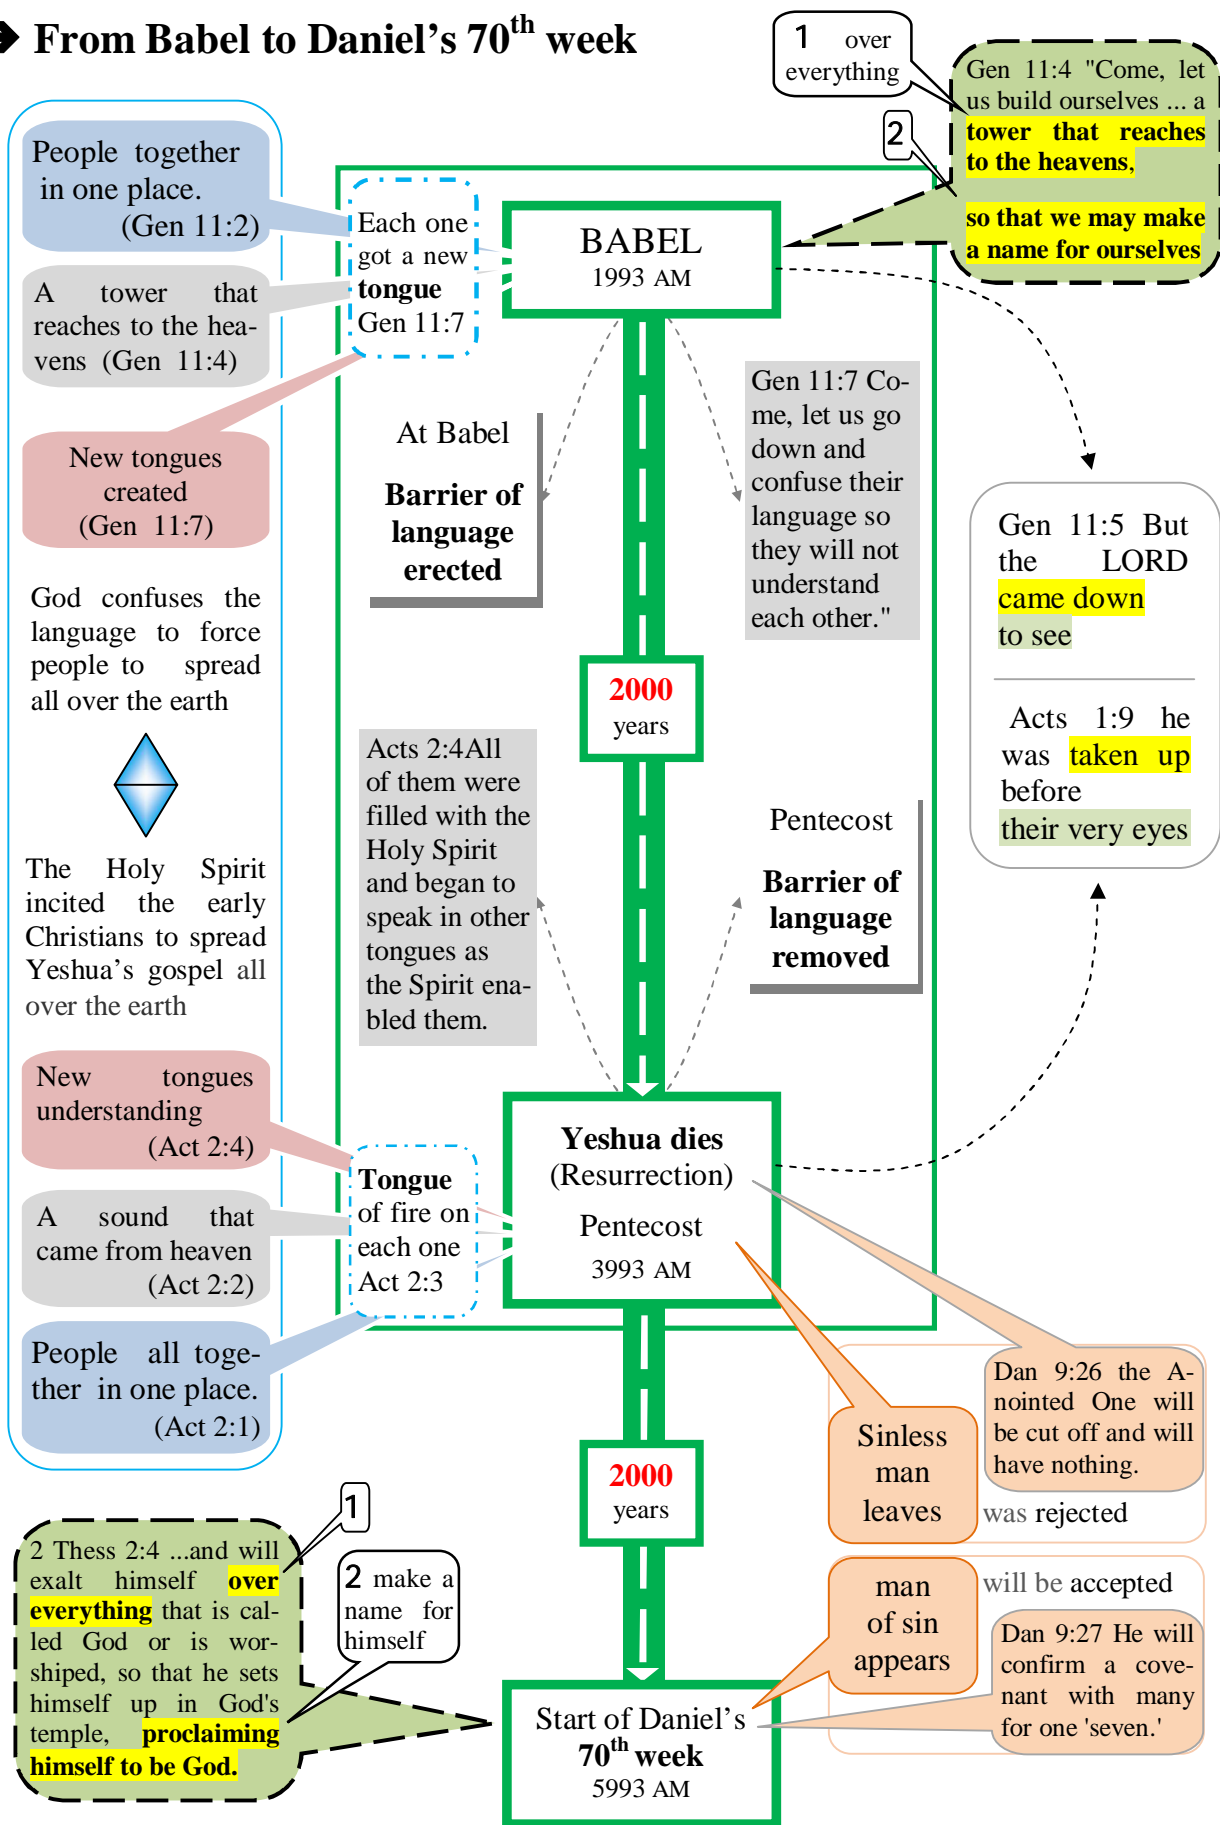 From Babel to Daniel's 70th week
1 over
everything
2
Gen 11:4 "Come, let
us build ourselves ... a
tower that reaches
to the heavens,
so that we may make
a name for ourselves
People together
in one place.
(Gen 11:2)
A tower that
reaches to the hea-
vens (Gen 11:4)
New tongues
created
(Gen 11:7)
God confuses the
language to force
people to spread
all over the earth
The Holy Spirit
incited the early
Christians to spread
Yeshua's gospel all
over the earth
New tongues
understanding
(Act 2:4)
A sound that
came from heaven
(Act 2:2)
People all toge-
ther in one place.
(Act 2:1)
Each one
got a new
tongue
Gen 11:7
BABEL
1993 AM
At Babel
Barrier of
language
erected
Gen 11:7 Co-
me, let us go
down and
confuse their
language so
they will not
understand
each other."
2000
years
Acts 2:4All
of them were
filled with the
Holy Spirit
and began to
speak in other
tongues as
the Spirit ena-
bled them.
Pentecost
Barrier of
language
removed
Gen 11:5 But
the LORD
came down
to see
Acts 1:9 he
was taken up
before
their very eyes
Tongue
of fire on
each one
Act 2:3
Yeshua dies
(Resurrection)
Pentecost
3993 AM
2000
years
Sinless
man
leaves
Dan 9:26 the A-
nointed One will
be cut off and will
have nothing.
was rejected
man
of sin
appears
will be accepted
Dan 9:27 He will
confirm a cove-
nant with many
for one 'seven.'
1
2 make a
name for
himself
2 Thess 2:4 ...and will
exalt himself over
everything that is cal-
led God or is wor-
shiped, so that he sets
himself up in God's
temple, proclaiming
himself to be God.
Start of Daniel's
70th week
5993 AM